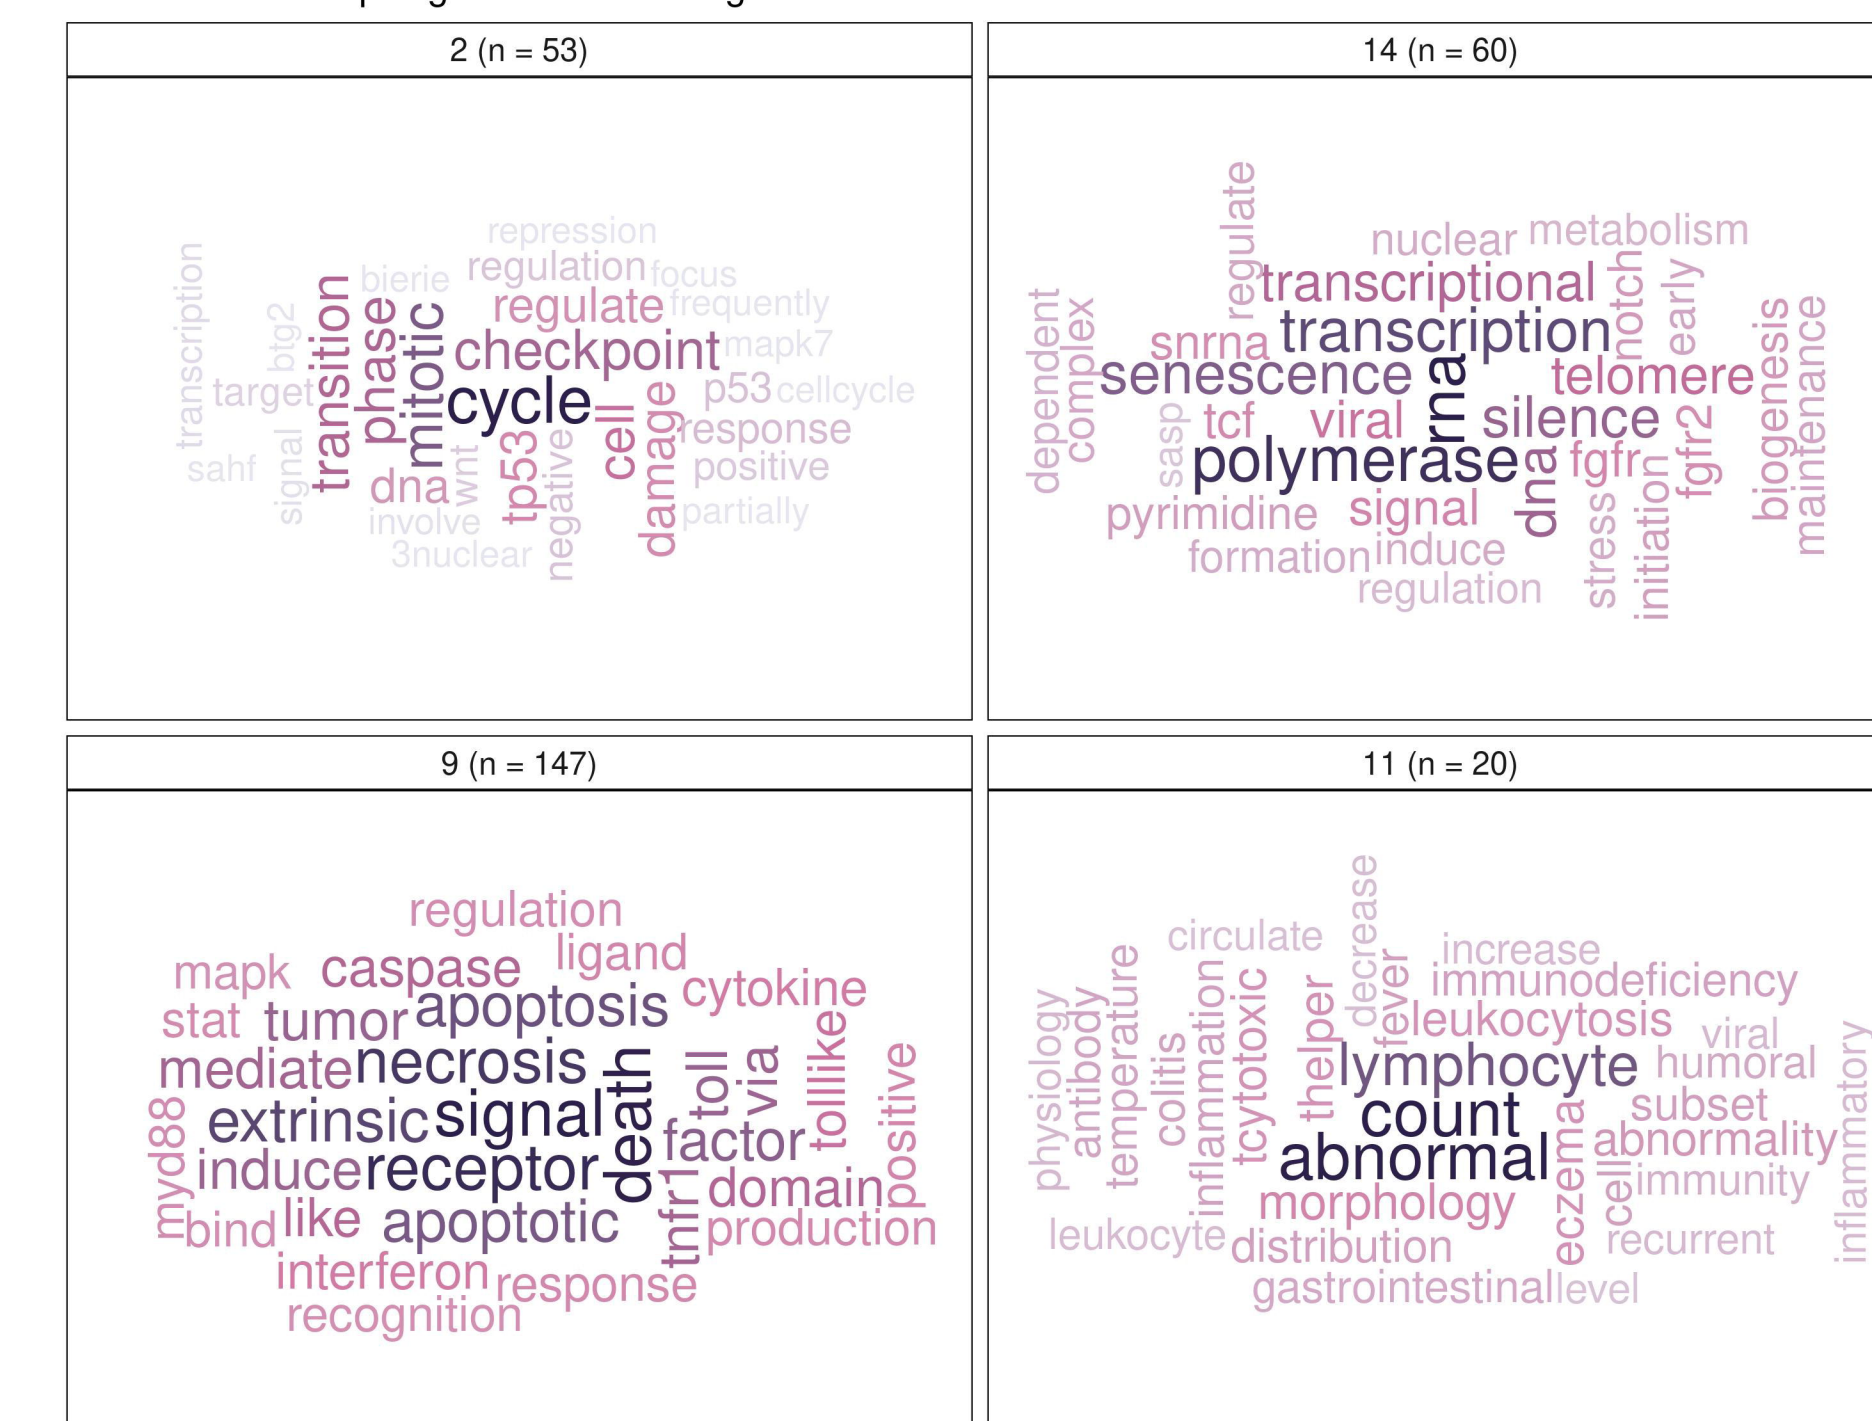 2 (n = 53)
repression
regulation
focus
bierie
regulate
frequently
transcription
btg2
transition
phase
mitotic
checkpoint
mapk7
target
cycle
p53
cellcycle
cell
damage
response
sahf
signal
dna
wnt
tp53
negative
positive
involve
partially
3nuclear
14 (n = 60)
regulate
nuclear
metabolism
transcriptional
notch
early
dependent
complex
snrna
transcription
biogenesis
maintenance
senescence
rna
telomere
sasp
tcf
viral
silence
fgfr2
polymerase
dna
fgfr
pyrimidine
signal
stress
initiation
formation
induce
regulation
9 (n = 147)
regulation
ligand
mapk
caspase
cytokine
stat
tumor
apoptosis
mediate
necrosis
death
toll
via
tolllike
positive
myd88
extrinsic
signal
factor
induce
receptor
tnfr1
domain
bind
like
apoptotic
production
interferon
response
recognition
11 (n = 20)
decrease
circulate
fever
increase
immunodeficiency
physiology
antibody
temperature
colitis
inflammation
tcytotoxic
thelper
leukocytosis
viral
lymphocyte
humoral
inflammatory
count
subset
abnormal
eczema
abnormality
cell
immunity
morphology
leukocyte
distribution
recurrent
gastrointestinal
level